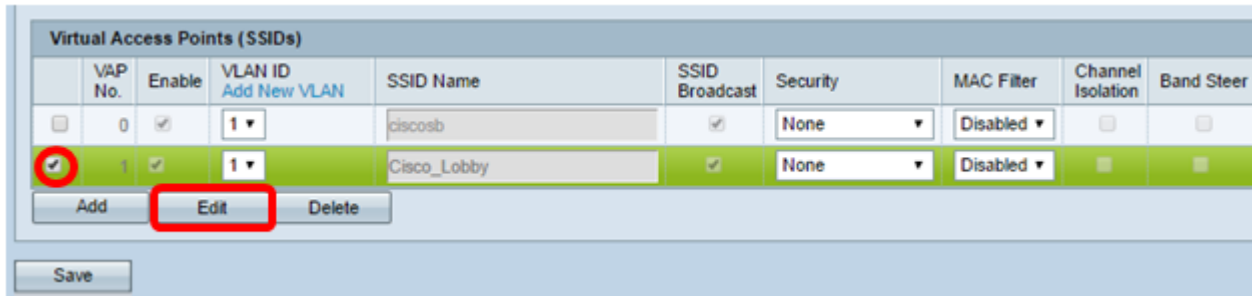 Virtual Access Points (SSIDs)
VAP No. Enable VLAN ID Add New VLAN SSID Name SSID Broadcast Security MAC Filter Channel Isolation Band Steer
0 1 ciscosb None Disabled
1 1 Cisco_Lobby None Disabled
Add Edit Delete
Save